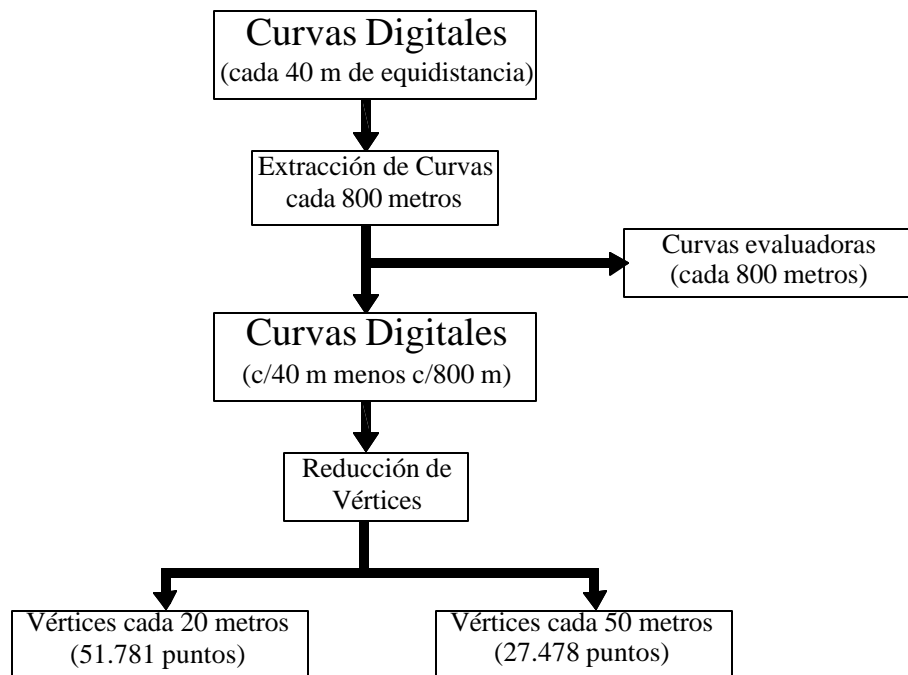 Curvas Digitales
(cada 40 m de equidistancia)
Extracción de Curvas
cada 800 metros
Curvas evaluadoras
(cada 800 metros)
Curvas Digitales
(c/40 m menos c/800 m)
Reducción de
Vértices
Vértices cada 20 metros
(51.781 puntos)
Vértices cada 50 metros
(27.478 puntos)